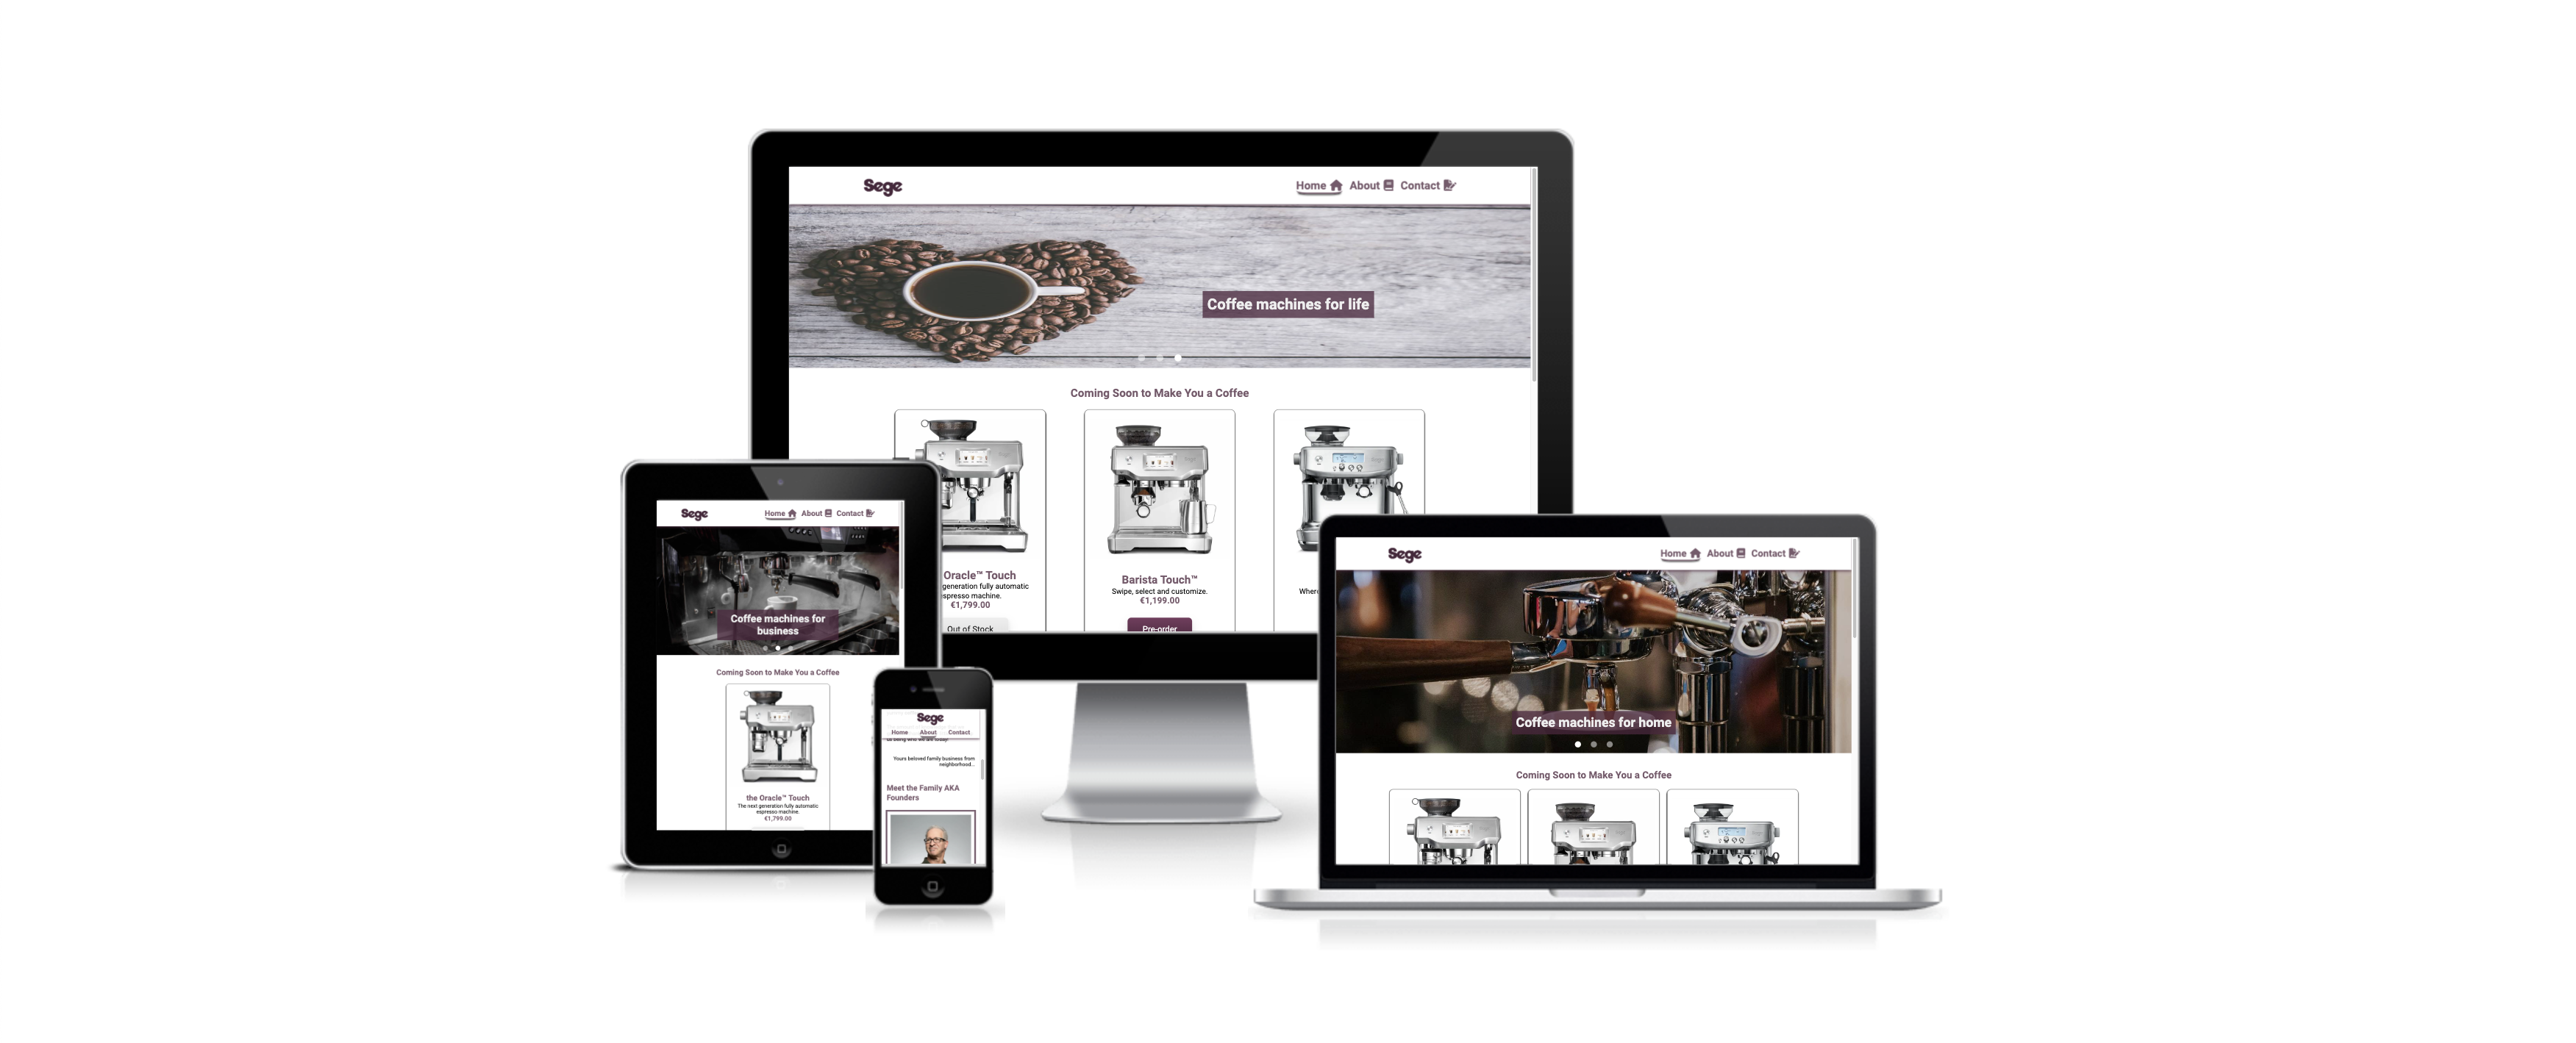 Sege
Home About Contact
Coffee machines for life
Coming Soon to Make You a Coffee
Oracle™ Touch
generation fully automatic
espresso machine.
€1,799.00
Out of Stock
Barista Touch™
Swipe, select and customize.
€1,199.00
Pre-order
Sege
Home About Contact
Coffee machines for
business
Coming Soon to Make You a Coffee
the Oracle™ Touch
The next generation fully automatic
espresso machine.
€1,799.00
Sege
Home About Contact
Yours beloved family business from
neighborhood...
Meet the Family AKA
Founders
Sege
Home About Contact
Coffee machines for home
Coming Soon to Make You a Coffee